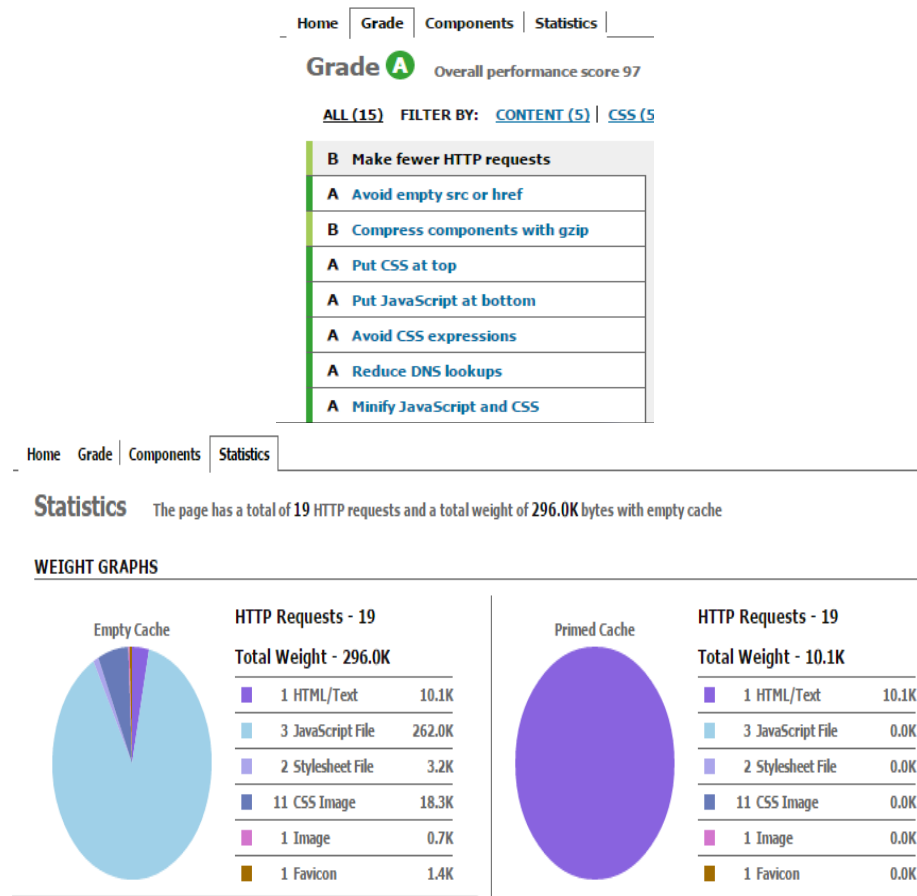 Home Grade Components Statistics
Grade A Overall performance score 97
ALL (15) FILTER BY: CONTENT (5) CSS (5
B Make fewer HTTP requests
A Avoid empty src or href
B Compress components with gzip
A Put CSS at top
A Put JavaScript at bottom
A Avoid CSS expressions
A Reduce DNS lookups
A Minify JavaScript and CSS
Home Grade Components Statistics
Statistics The page has a total of 19 HTTP requests and a total weight of 296.0K bytes with empty cache
WEIGHT GRAPHS
Empty Cache
HTTP Requests - 19
Total Weight - 296.0K
1 HTML/Text 10.1K
3 JavaScript File 262.0K
2 Stylesheet File 3.2K
11 CSS Image 18.3K
1 Image 0.7K
1 Favicon 1.4K
Primed Cache
HTTP Requests - 19
Total Weight - 10.1K
1 HTML/Text 10.1K
3 JavaScript File 0.0K
2 Stylesheet File 0.0K
11 CSS Image 0.0K
1 Image 0.0K
1 Favicon 0.0K